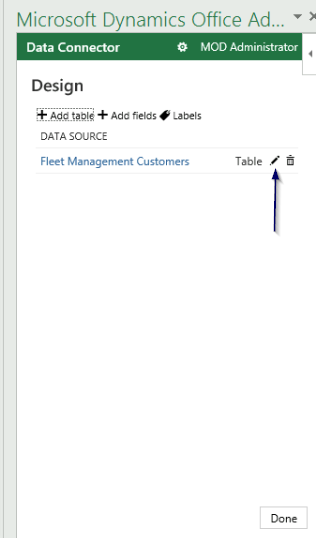 Microsoft Dynamics Office Ad...
Data Connector MOD Administrator
Design
Add table Add fields Labels
DATA SOURCE
Fleet Management Customers Table
Done